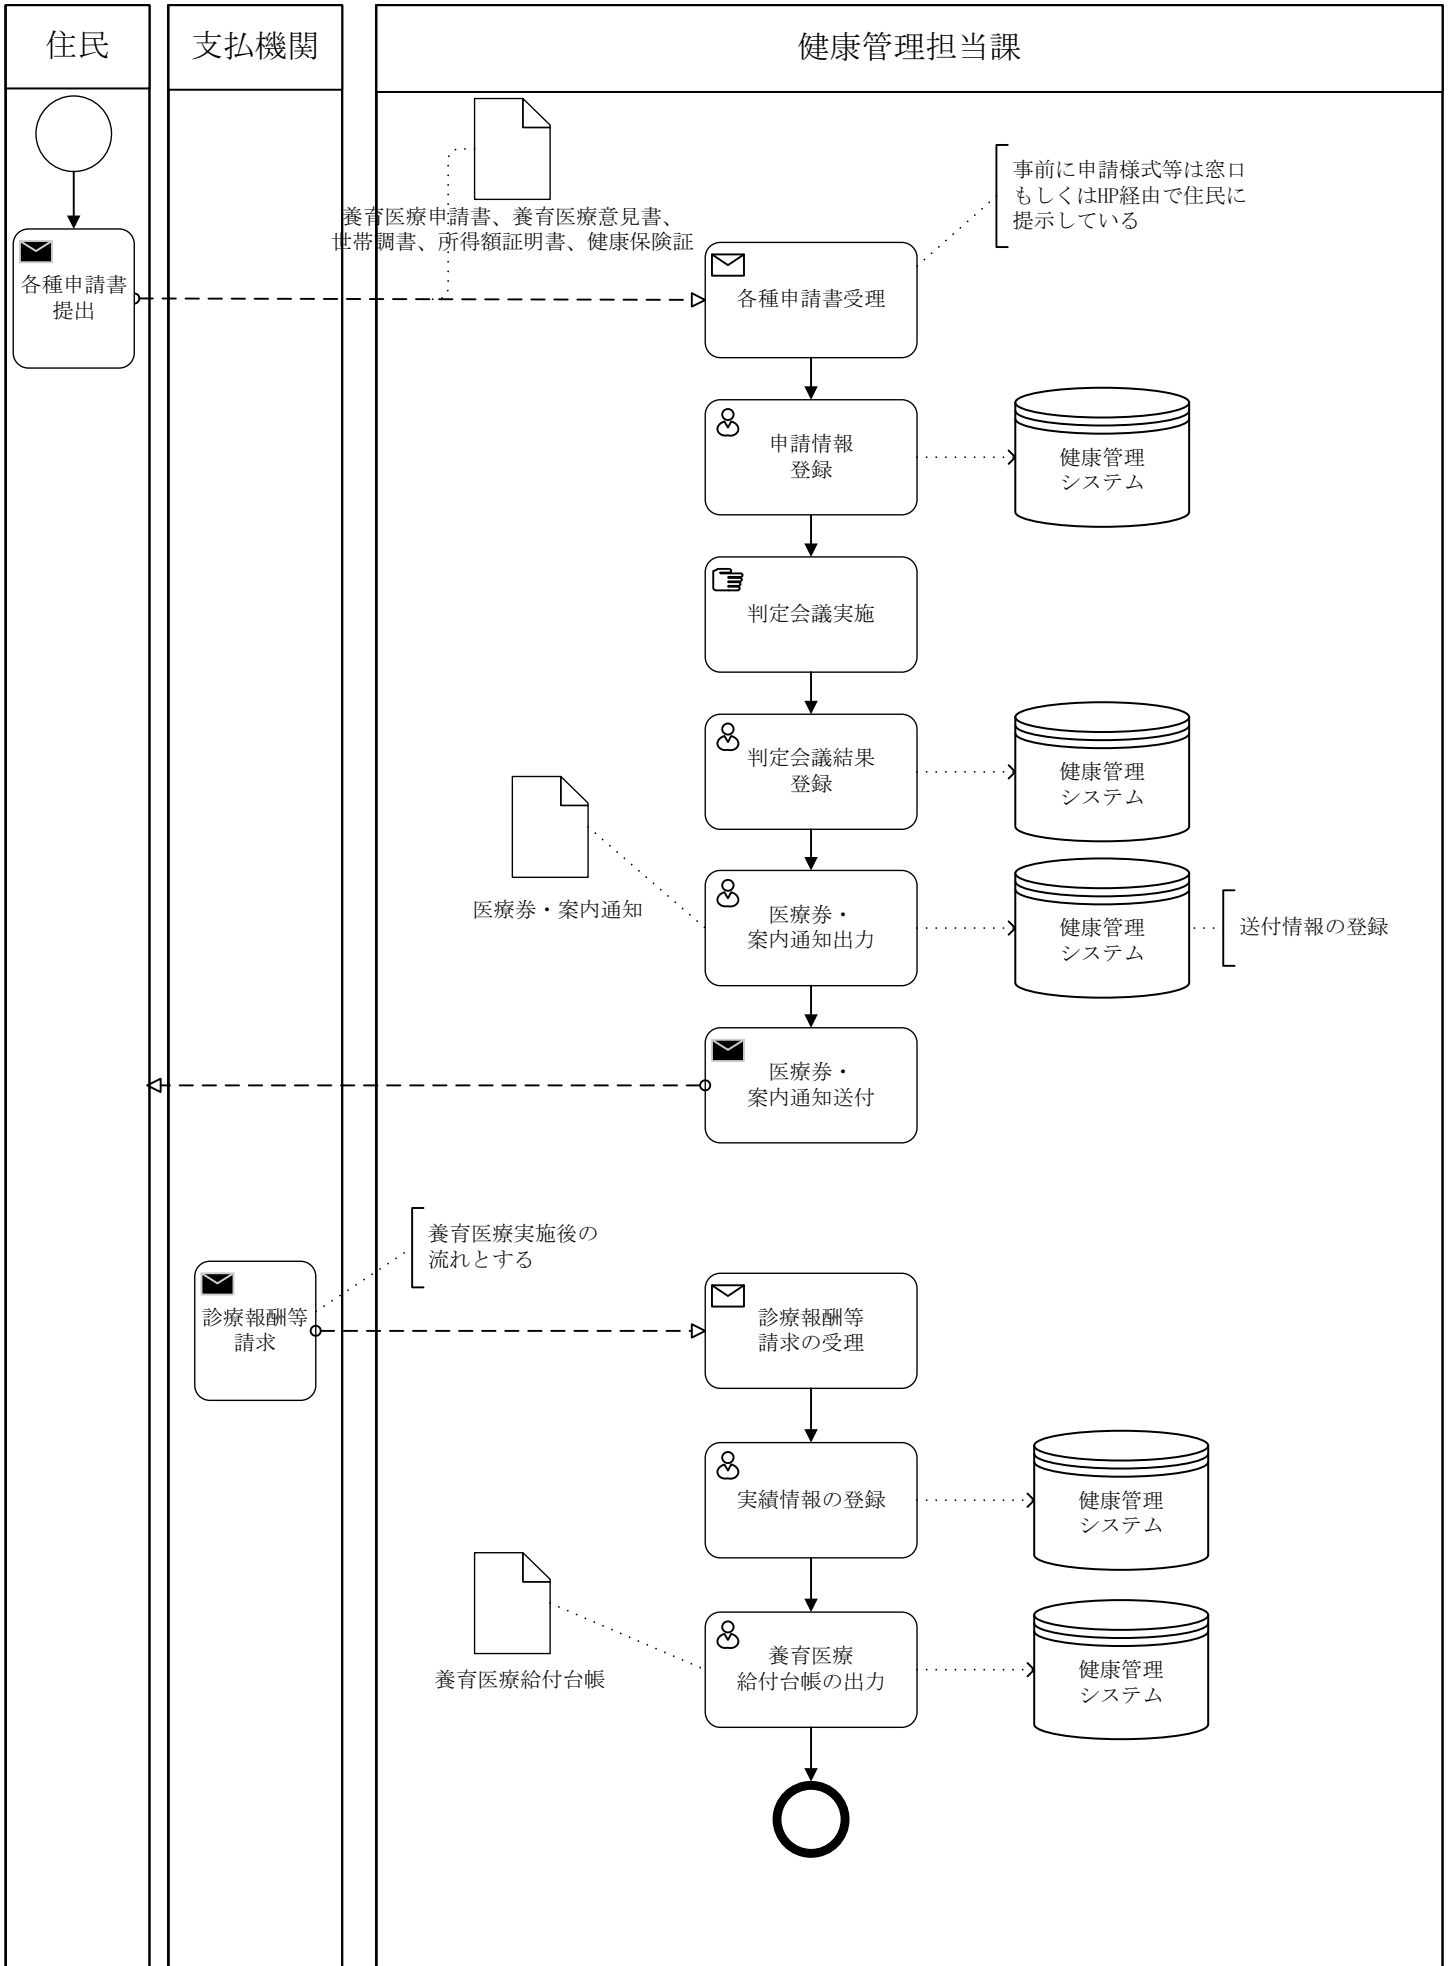 住民
支払機関
健康管理担当課
事前に申請様式等は窓口
もしくはHP経由で住民に
提示している
養育医療申請書、養育医療意見書、
世帯調書、所得額証明書、健康保険証
各種申請書
提出
各種申請書受理
申請情報
登録
健康管理
システム
判定会議実施
判定会議結果
登録
健康管理
システム
医療券・案内通知
医療券・
案内通知出力
健康管理
システム
送付情報の登録
医療券・
案内通知送付
養育医療実施後の
流れとする
診療報酬等
請求
診療報酬等
請求の受理
実績情報の登録
健康管理
システム
養育医療給付台帳
養育医療
給付台帳の出力
健康管理
システム